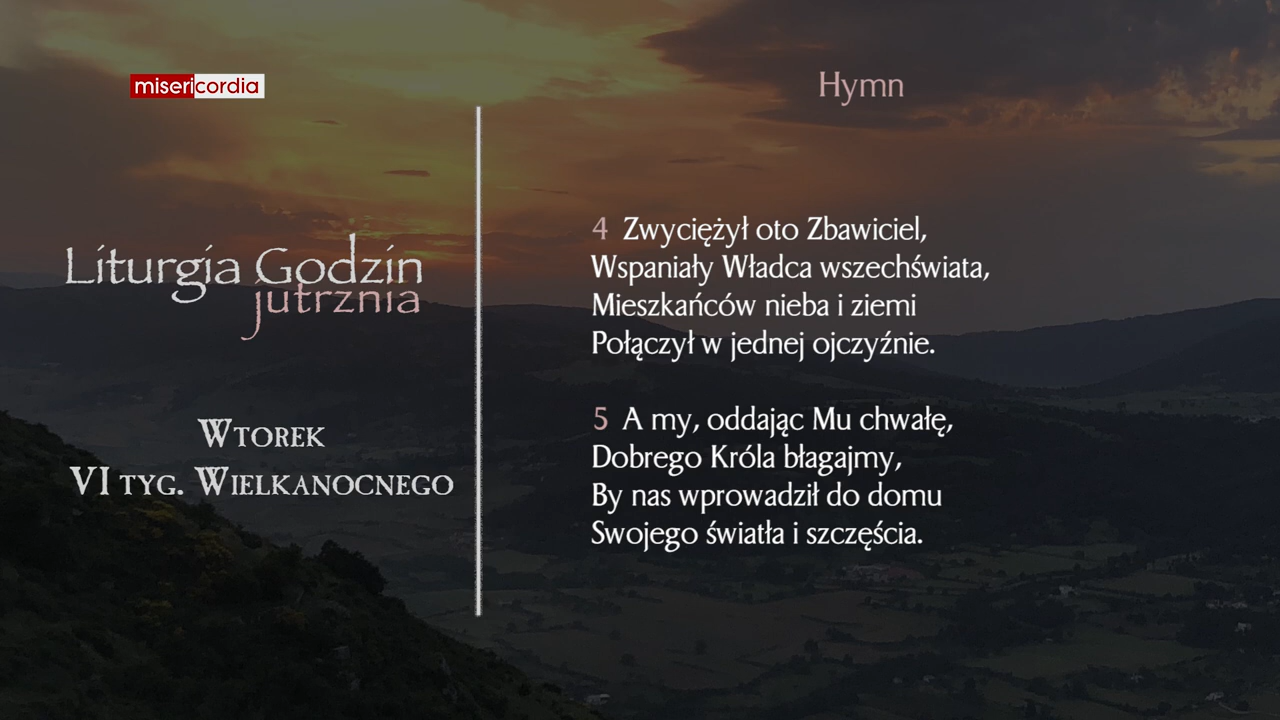 misericordia
Liturgia Godzin
jutrznia
Wtorek
VI tyg. Wielkanocnego
Hymn
4 Zwyciężył oto Zbawiciel,
Wspaniały Władca wszechświata,
Mieszkańców nieba i ziemi
Połączył w jednej ojczyźnie.
5 A my, oddając Mu chwałę,
Dobrego Króla błagajmy,
By nas wprowadził do domu
Swojego światła i szczęścia.